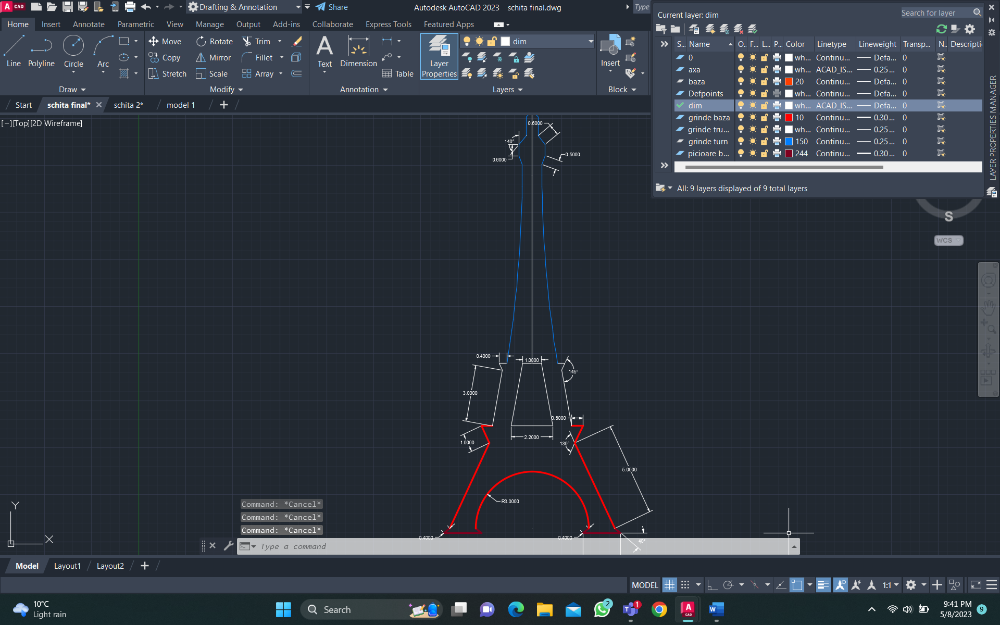 A CAD
Drafting & Annotation
Share
Autodesk AutoCAD 2023 schita final.dwg
Type
Home Insert Annotate Parametric View Manage Output Add-ins Collaborate Express Tools Featured Apps
Line
Polyline
Circle
Arc
Draw
Move
Rotate
Trim
Copy
Mirror
Fillet
Stretch
Scale
Array
Modify
Text
Dimension
Table
Annotation
Layer
Properties
dim
Layers
Insert
Block
Start
schita final*
schita 2*
model 1
[−][Top][2D Wireframe]
Current layer: dim
Search for layer
S... Name O.. F... L... P... Color Linetype Lineweight Transp... N.. Descripti
0 wh... Continu... Defa... 0
axa wh... ACAD_IS... 0.25 ... 0
baza 20 Continu... Defa... 0
Defpoints wh... Continu... Defa... 0
dim wh... ACAD_IS... Defa... 0
grinde baza 10 Continu... 0.30 ... 0
grinde tru... wh... Continu... 0.25 ... 0
grinde turn 150 Continu... 0.25 ... 0
picioare b... 244 Continu... 0.30 ... 0
All: 9 layers displayed of 9 total layers
LAYER PROPERTIES MANAGER
S
WCS
0.6000
140°
0.6000
0.5000
0.4000
1.0000
145°
3.0000
0.6000
2.2000
1.0000
130°
5.0000
R3.0000
0.4000
0.4000
40°
Y
X
Command: *Cancel*
Command: *Cancel*
Command: *Cancel*
Type a command
Model
Layout1
Layout2
MODEL
1:1
10°C
Light rain
Search
2
1
A CAD
W
9:41 PM
5/8/2023
9